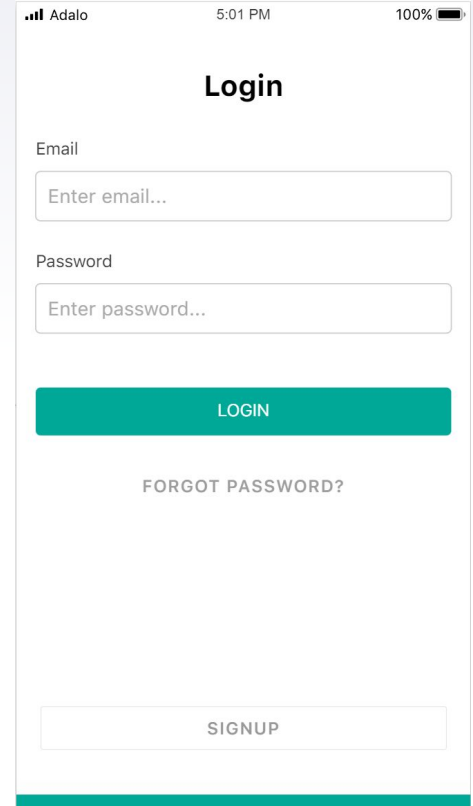 Adalo 5:01 PM 100%
Login
Email
Enter email...
Password
Enter password...
LOGIN
FORGOT PASSWORD?
SIGNUP